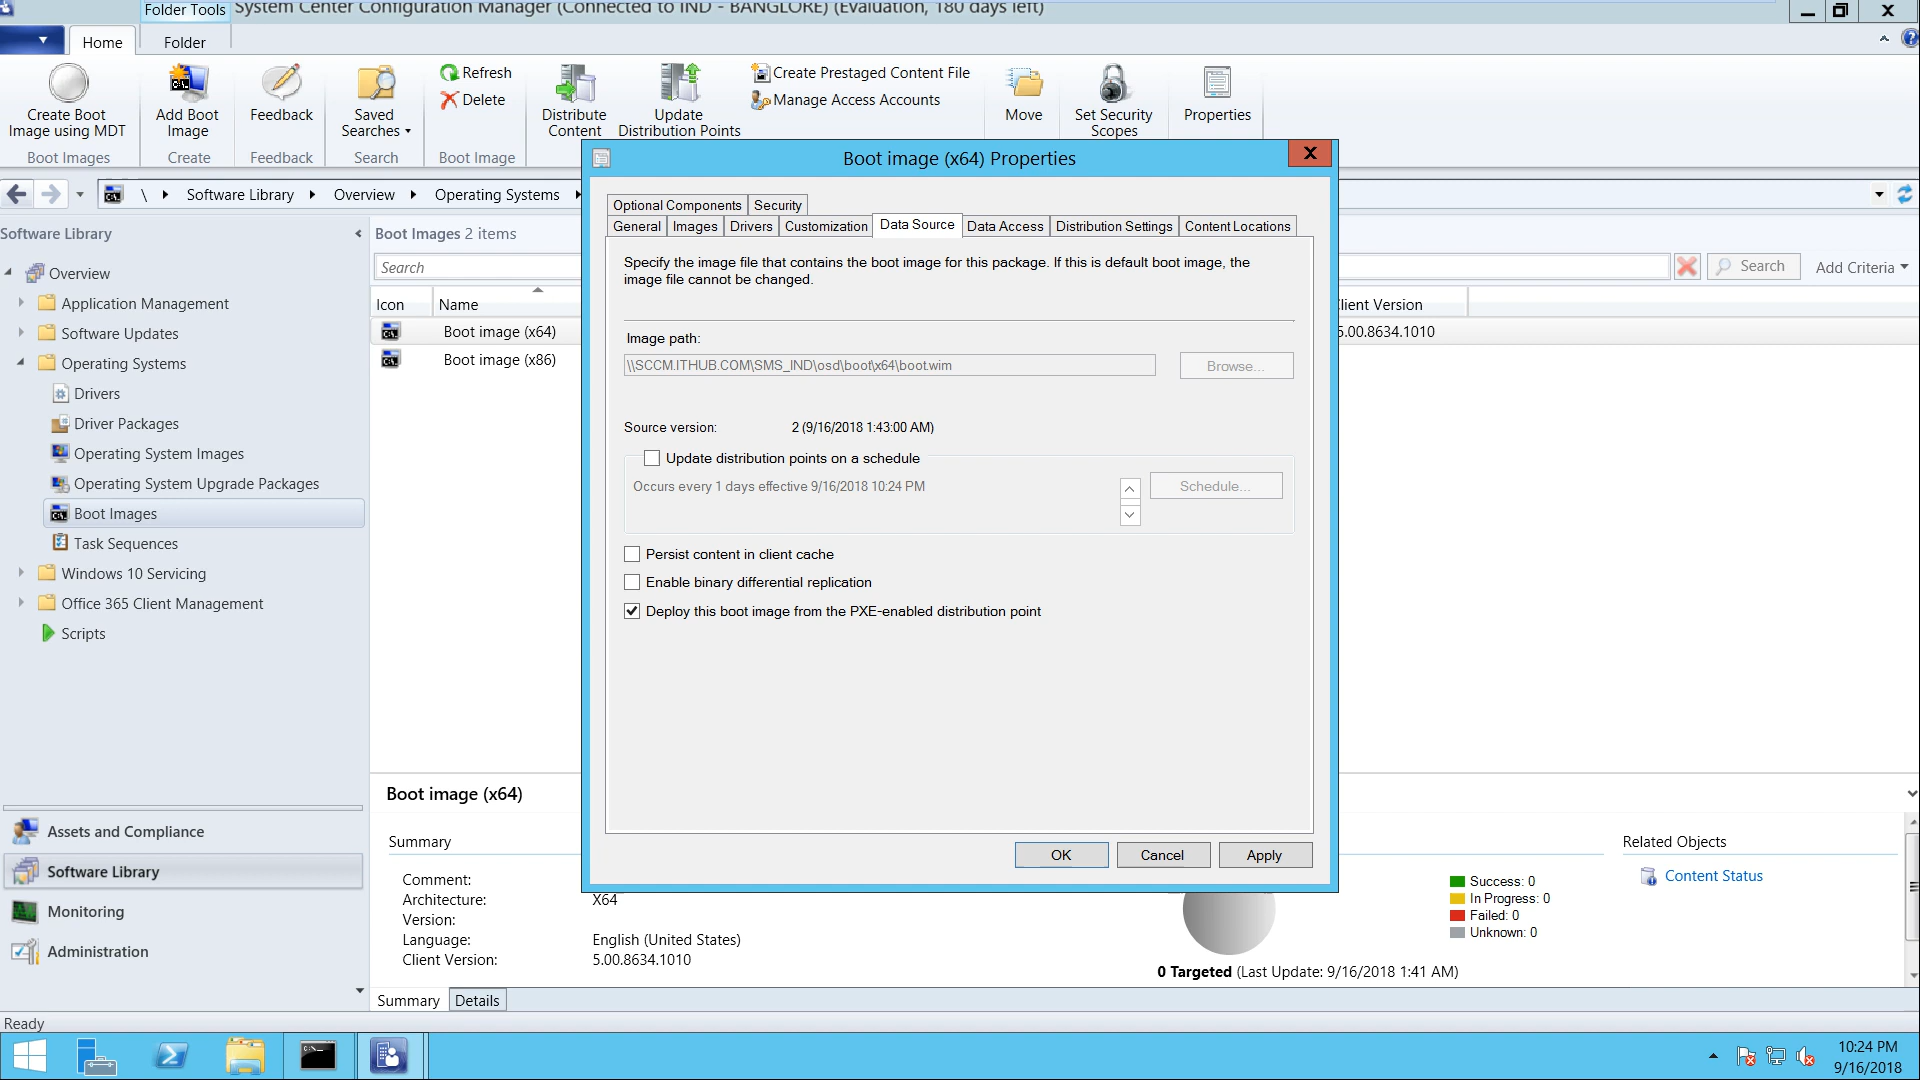 Folder Tools
System Center Configuration Manager (Connected to IND - BANGLORE) (Evaluation, 180 days left)
Home
Folder
Create Boot
Image using MDT
Boot Images
Add Boot
Image
Create
Feedback
Feedback
Saved
Searches
Search
Refresh
Delete
Boot Image
Distribute
Content
Update
Distribution Points
Create Prestaged Content File
Manage Access Accounts
Move
Set Security
Scopes
Properties
\ Software Library Overview Operating Systems
Software Library
Overview
Application Management
Software Updates
Operating Systems
Drivers
Driver Packages
Operating System Images
Operating System Upgrade Packages
Boot Images
Task Sequences
Windows 10 Servicing
Office 365 Client Management
Scripts
Assets and Compliance
Software Library
Monitoring
Administration
Boot Images 2 items
Search
Search
Add Criteria
Icon Name
Boot image (x64)
Boot image (x86)
lient Version
5.00.8634.1010
Boot image (x64) Properties
X
Optional Components Security
General Images Drivers Customization Data Source Data Access Distribution Settings Content Locations
Specify the image file that contains the boot image for this package. If this is default boot image, the
image file cannot be changed.
Image path:
\\SCCM.ITHUB.COM\SMS_IND\osd\boot\x64\boot.wim
Browse...
Source version: 2 (9/16/2018 1:43:00 AM)
Update distribution points on a schedule
Occurs every 1 days effective 9/16/2018 10:24 PM
Schedule...
Persist content in client cache
Enable binary differential replication
Deploy this boot image from the PXE-enabled distribution point
OK
Cancel
Apply
Boot image (x64)
Summary
Comment:
Architecture: X64
Version:
Language: English (United States)
Client Version: 5.00.8634.1010
Success: 0
In Progress: 0
Failed: 0
Unknown: 0
0 Targeted (Last Update: 9/16/2018 1:41 AM)
Related Objects
Content Status
Summary Details
Ready
10:24 PM
9/16/2018